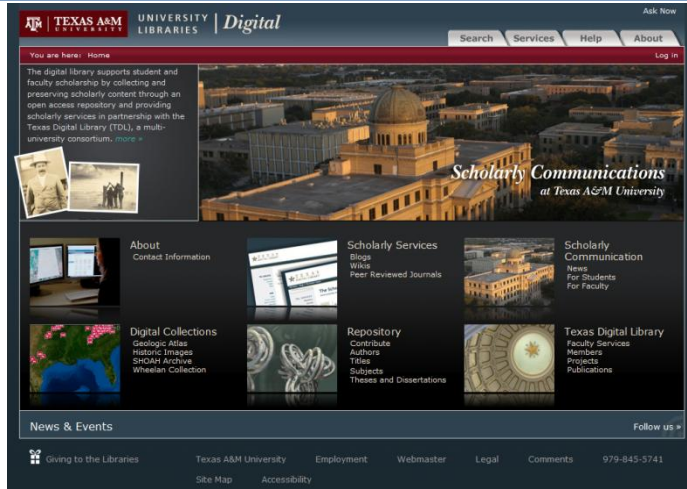 Ask Now
TEXAS A&M
UNIVERSITY
UNIVERSITY
LIBRARIES
Digital
Search
Services
Help
About
You are here: Home
Log in
The digital library supports student and
faculty scholarship by collecting and
preserving scholarly content through an
open access repository and providing
scholarly services in partnership with the
Texas Digital Library (TDL), a multi-
university consortium. more »
Scholarly Communications
at Texas A&M University
About
Contact Information
Scholarly Services
Blogs
Wikis
Peer Reviewed Journals
Scholarly
Communication
News
For Students
For Faculty
Digital Collections
Geologic Atlas
Historic Images
SHOAH Archive
Wheelan Collection
Repository
Contribute
Authors
Titles
Subjects
Theses and Dissertations
Texas Digital Library
Faculty Services
Members
Projects
Publications
News & Events
Follow us »
Giving to the Libraries
Texas A&M University
Employment
Webmaster
Legal
Comments
979-845-5741
Site Map
Accessibility